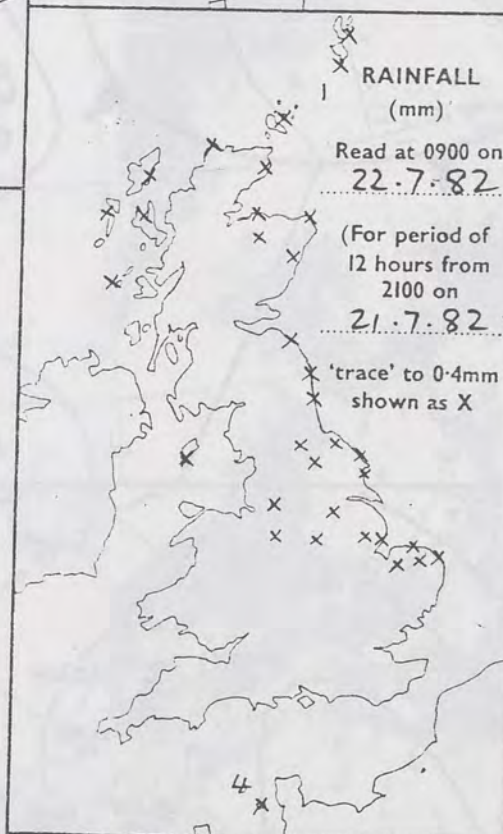 RAINFALL
1
(mm)
Read at 0900 on
22.7.82
(For period of
12 hours from
2100 on
21.7.82
'trace' to 0·4mm
shown as X
4